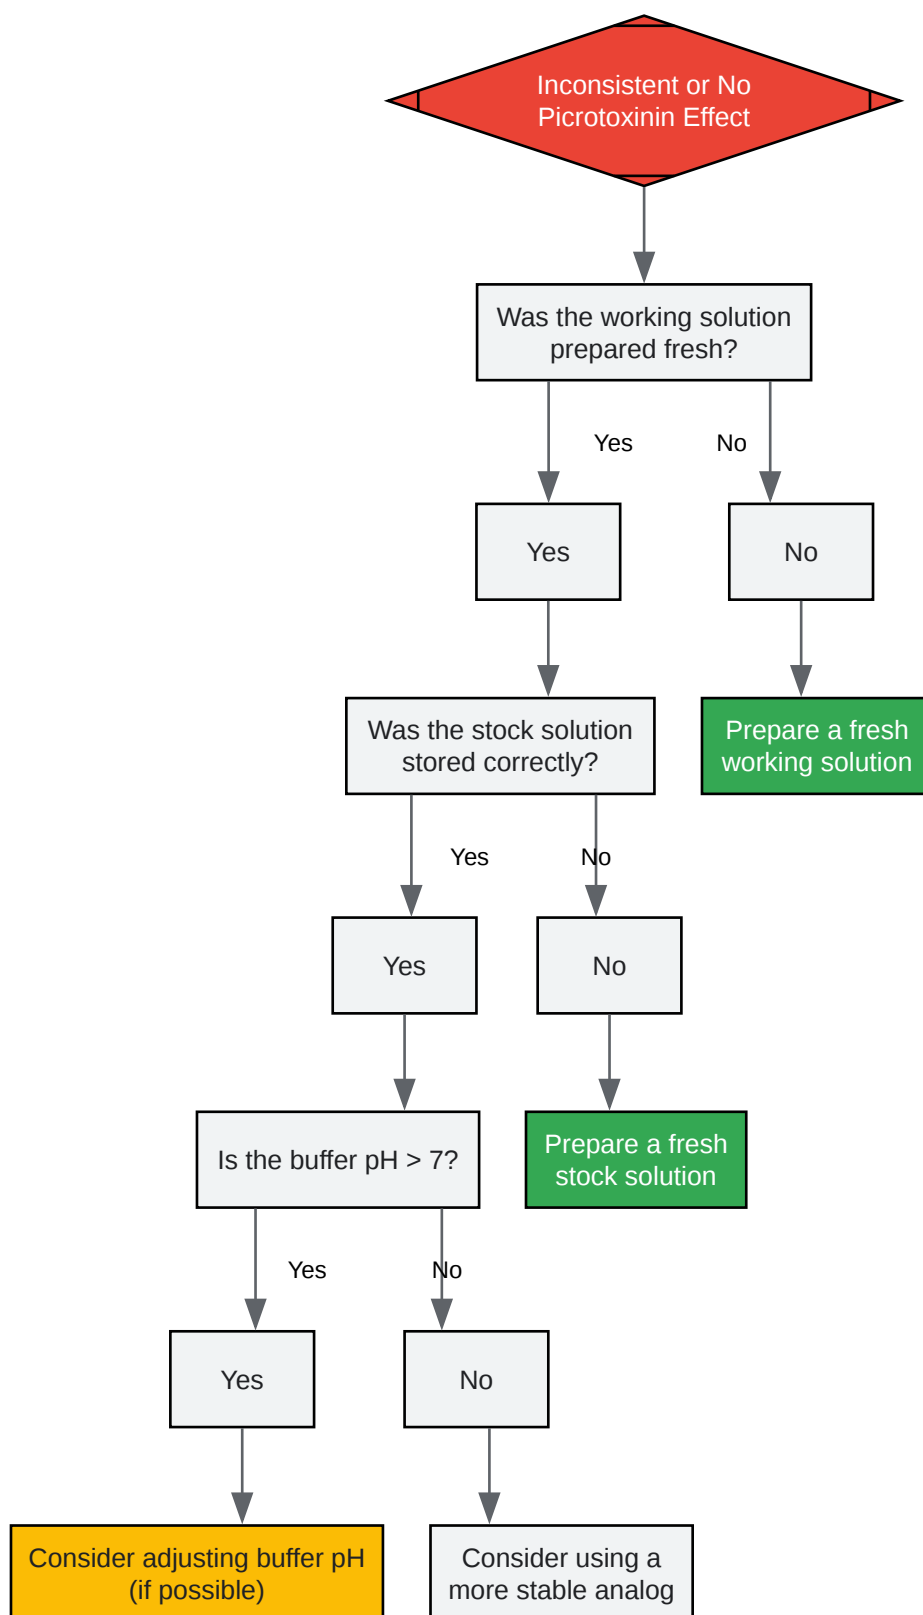 Inconsistent or No
Picrotoxinin Effect
Was the working solution
prepared fresh?
Yes
No
Yes
No
Was the stock solution
stored correctly?
Prepare a fresh
working solution
Yes
No
Yes
No
Is the buffer pH > 7?
Prepare a fresh
stock solution
Yes
No
Yes
No
Consider adjusting buffer pH
(if possible)
Consider using a
more stable analog